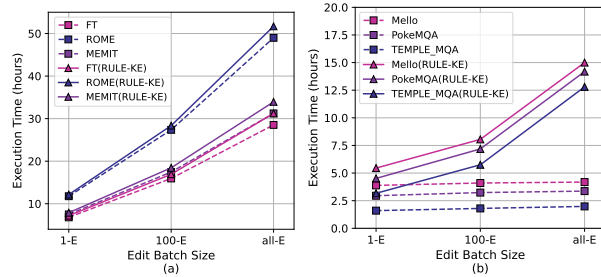 FT
ROME
MEMIT
FT(RULE-KE)
ROME(RULE-KE)
MEMIT(RULE-KE)
50
40
30
20
10
Execution Time (hours)
1-E
100-E
all-E
Edit Batch Size
(a)
Mello
PokeMQA
TEMPLE_MQA
Mello(RULE-KE)
PokeMQA(RULE-KE)
TEMPLE_MQA(RULE-KE)
20.0
17.5
15.0
12.5
10.0
7.5
5.0
2.5
0.0
Execution Time (hours)
1-E
100-E
all-E
Edit Batch Size
(b)